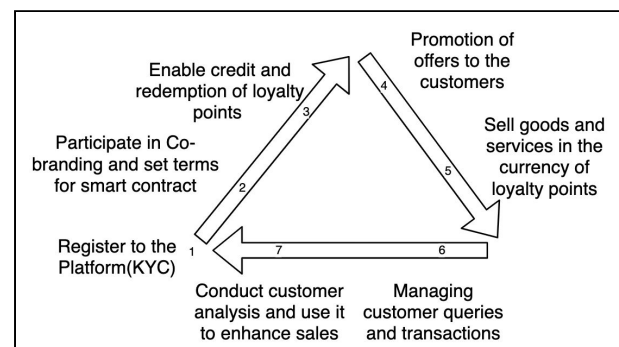 Promotion of
offers to the
customers
Enable credit and
redemption of loyalty
points
4
3
Participate in Co-
branding and set terms
for smart contract
Sell goods and
services in the
currency of
loyalty points
5
2
Register to the
Platform(KYC)
1
7
6
Conduct customer
analysis and use it
to enhance sales
Managing
customer queries
and transactions